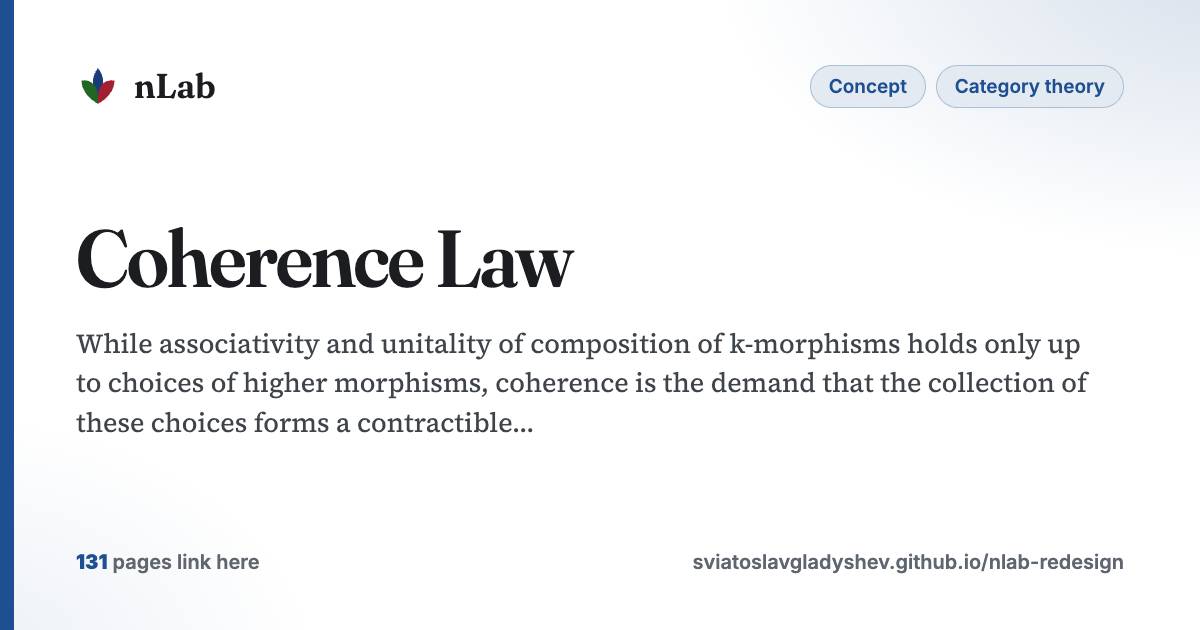 nLab
Concept
Category theory
Coherence Law
While associativity and unitality of composition of k-morphisms holds only up
to choices of higher morphisms, coherence is the demand that the collection of
these choices forms a contractible...
131 pages link here
sviatoslavgladyshev.github.io/nlab-redesign